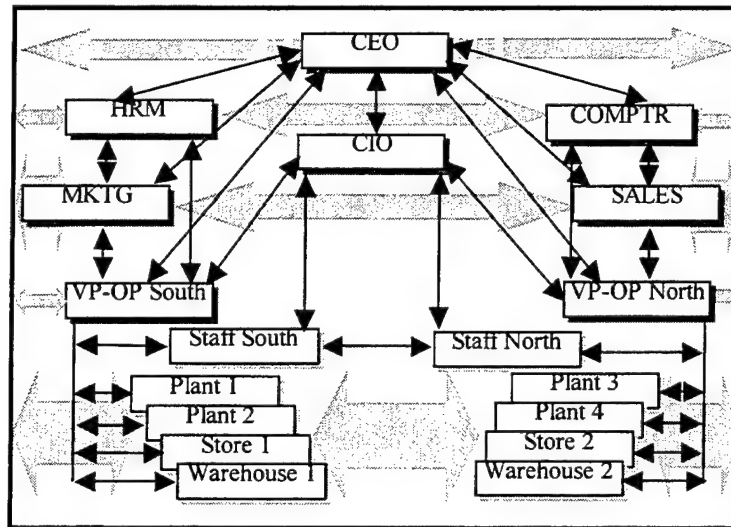 CEO
HRM
COMPTR
CIO
MKTG
SALES
VP-OP South
VP-OP North
Staff South
Staff North
Plant 1
Plant 3
Plant 2
Plant 4
Store 1
Store 2
Warehouse 1
Warehouse 2